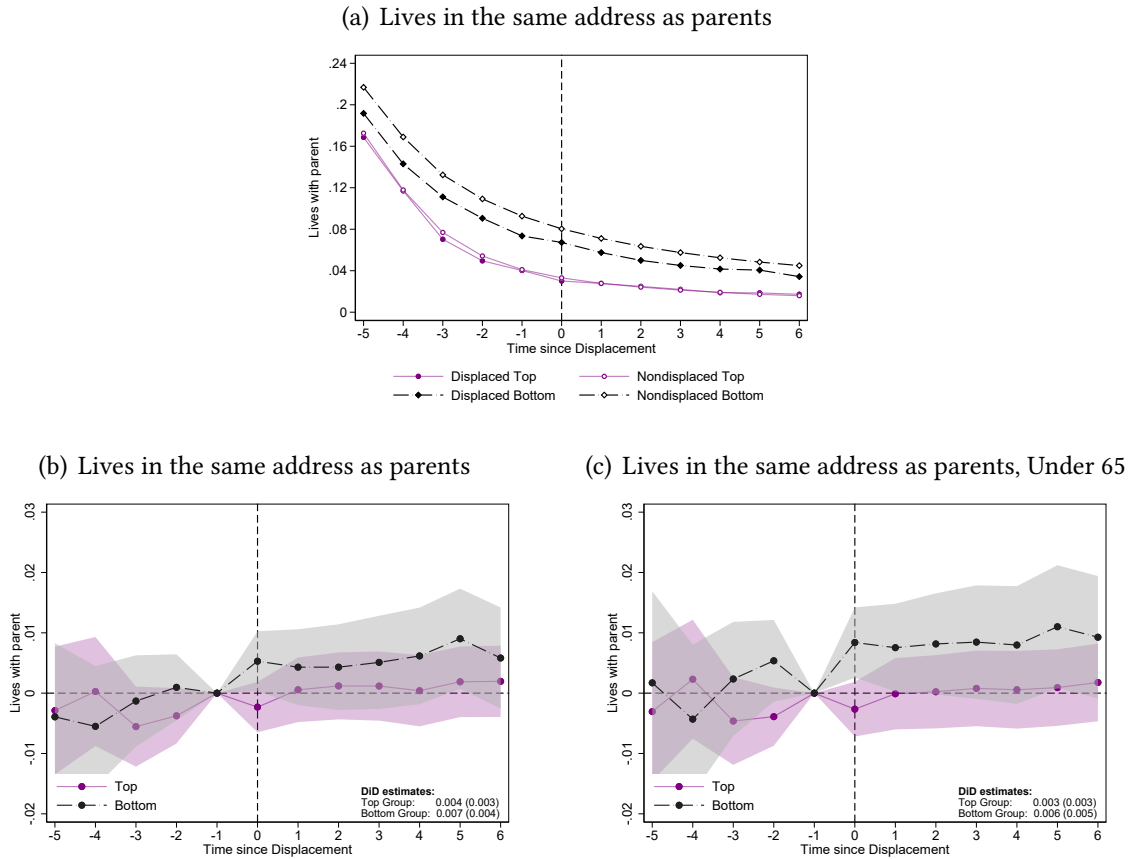 (a) Lives in the same address as parents
.24
.2
.16
.12
.08
.04
0
Lives with parent
-5 -4 -3 -2 -1 0 1 2 3 4 5 6
Time since Displacement
Displaced Top Nondisplaced Top
Displaced Bottom Nondisplaced Bottom
(b) Lives in the same address as parents
.03
.02
.01
0
-.01
-.02
Lives with parent
Top
Bottom
DiD estimates:
Top Group: 0.004 (0.003)
Bottom Group: 0.007 (0.004)
-5 -4 -3 -2 -1 0 1 2 3 4 5 6
Time since Displacement
(c) Lives in the same address as parents, Under 65
.03
.02
.01
0
-.01
-.02
Lives with parent
Top
Bottom
DiD estimates:
Top Group: 0.003 (0.003)
Bottom Group: 0.006 (0.005)
-5 -4 -3 -2 -1 0 1 2 3 4 5 6
Time since Displacement